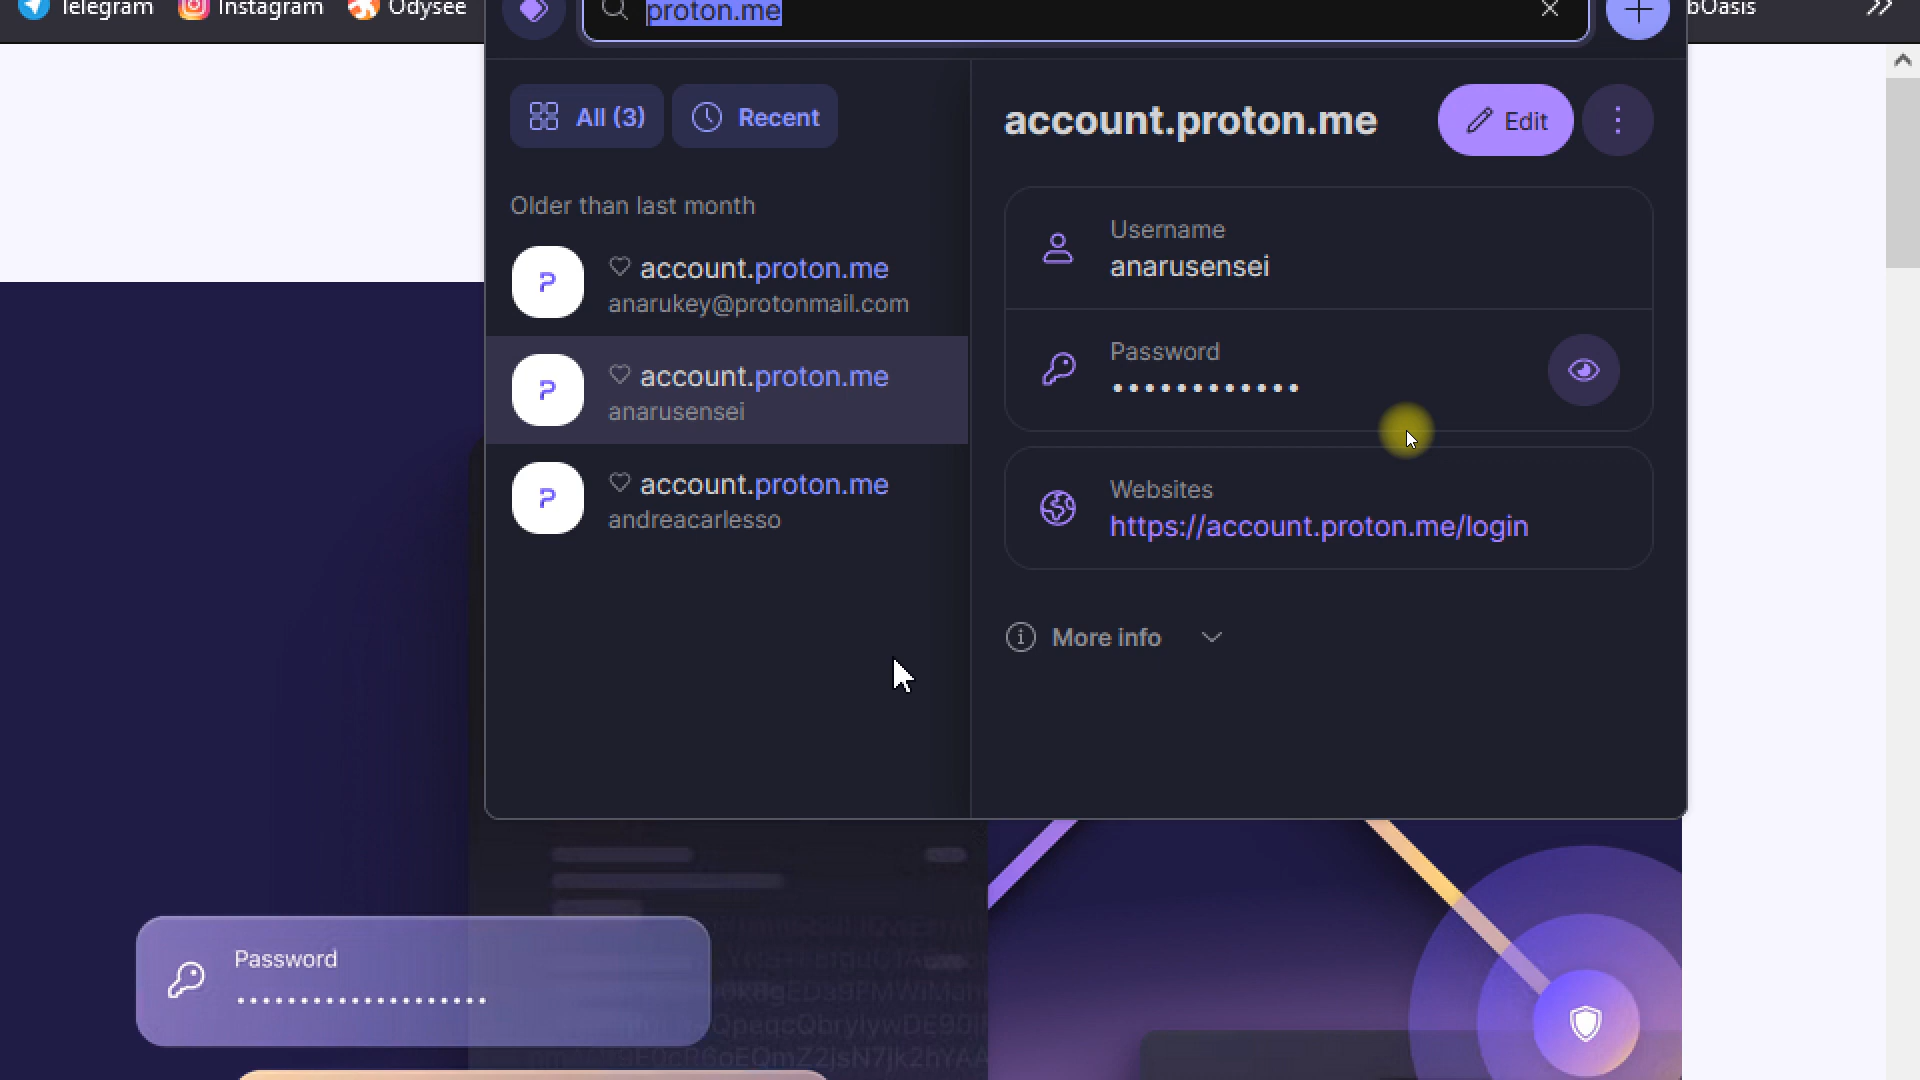 Telegram
Instagram
Odysee
proton.me
bOasis
All (3)
Recent
account.proton.me
Edit
Older than last month
account.proton.me
anarukey@protonmail.com
account.proton.me
anarusensei
account.proton.me
andreacarlesso
Username
anarusensei
Password
Websites
https://account.proton.me/login
More info
Password